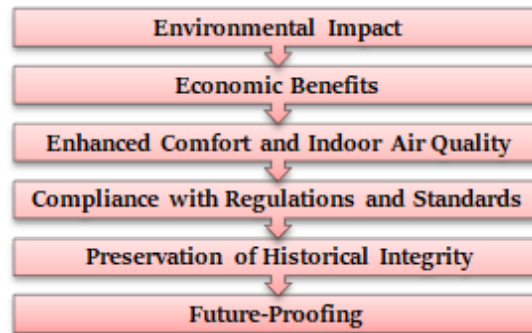 Environmental Impact
Economic Benefits
Enhanced Comfort and Indoor Air Quality
Compliance with Regulations and Standards
Preservation of Historical Integrity
Future-Proofing